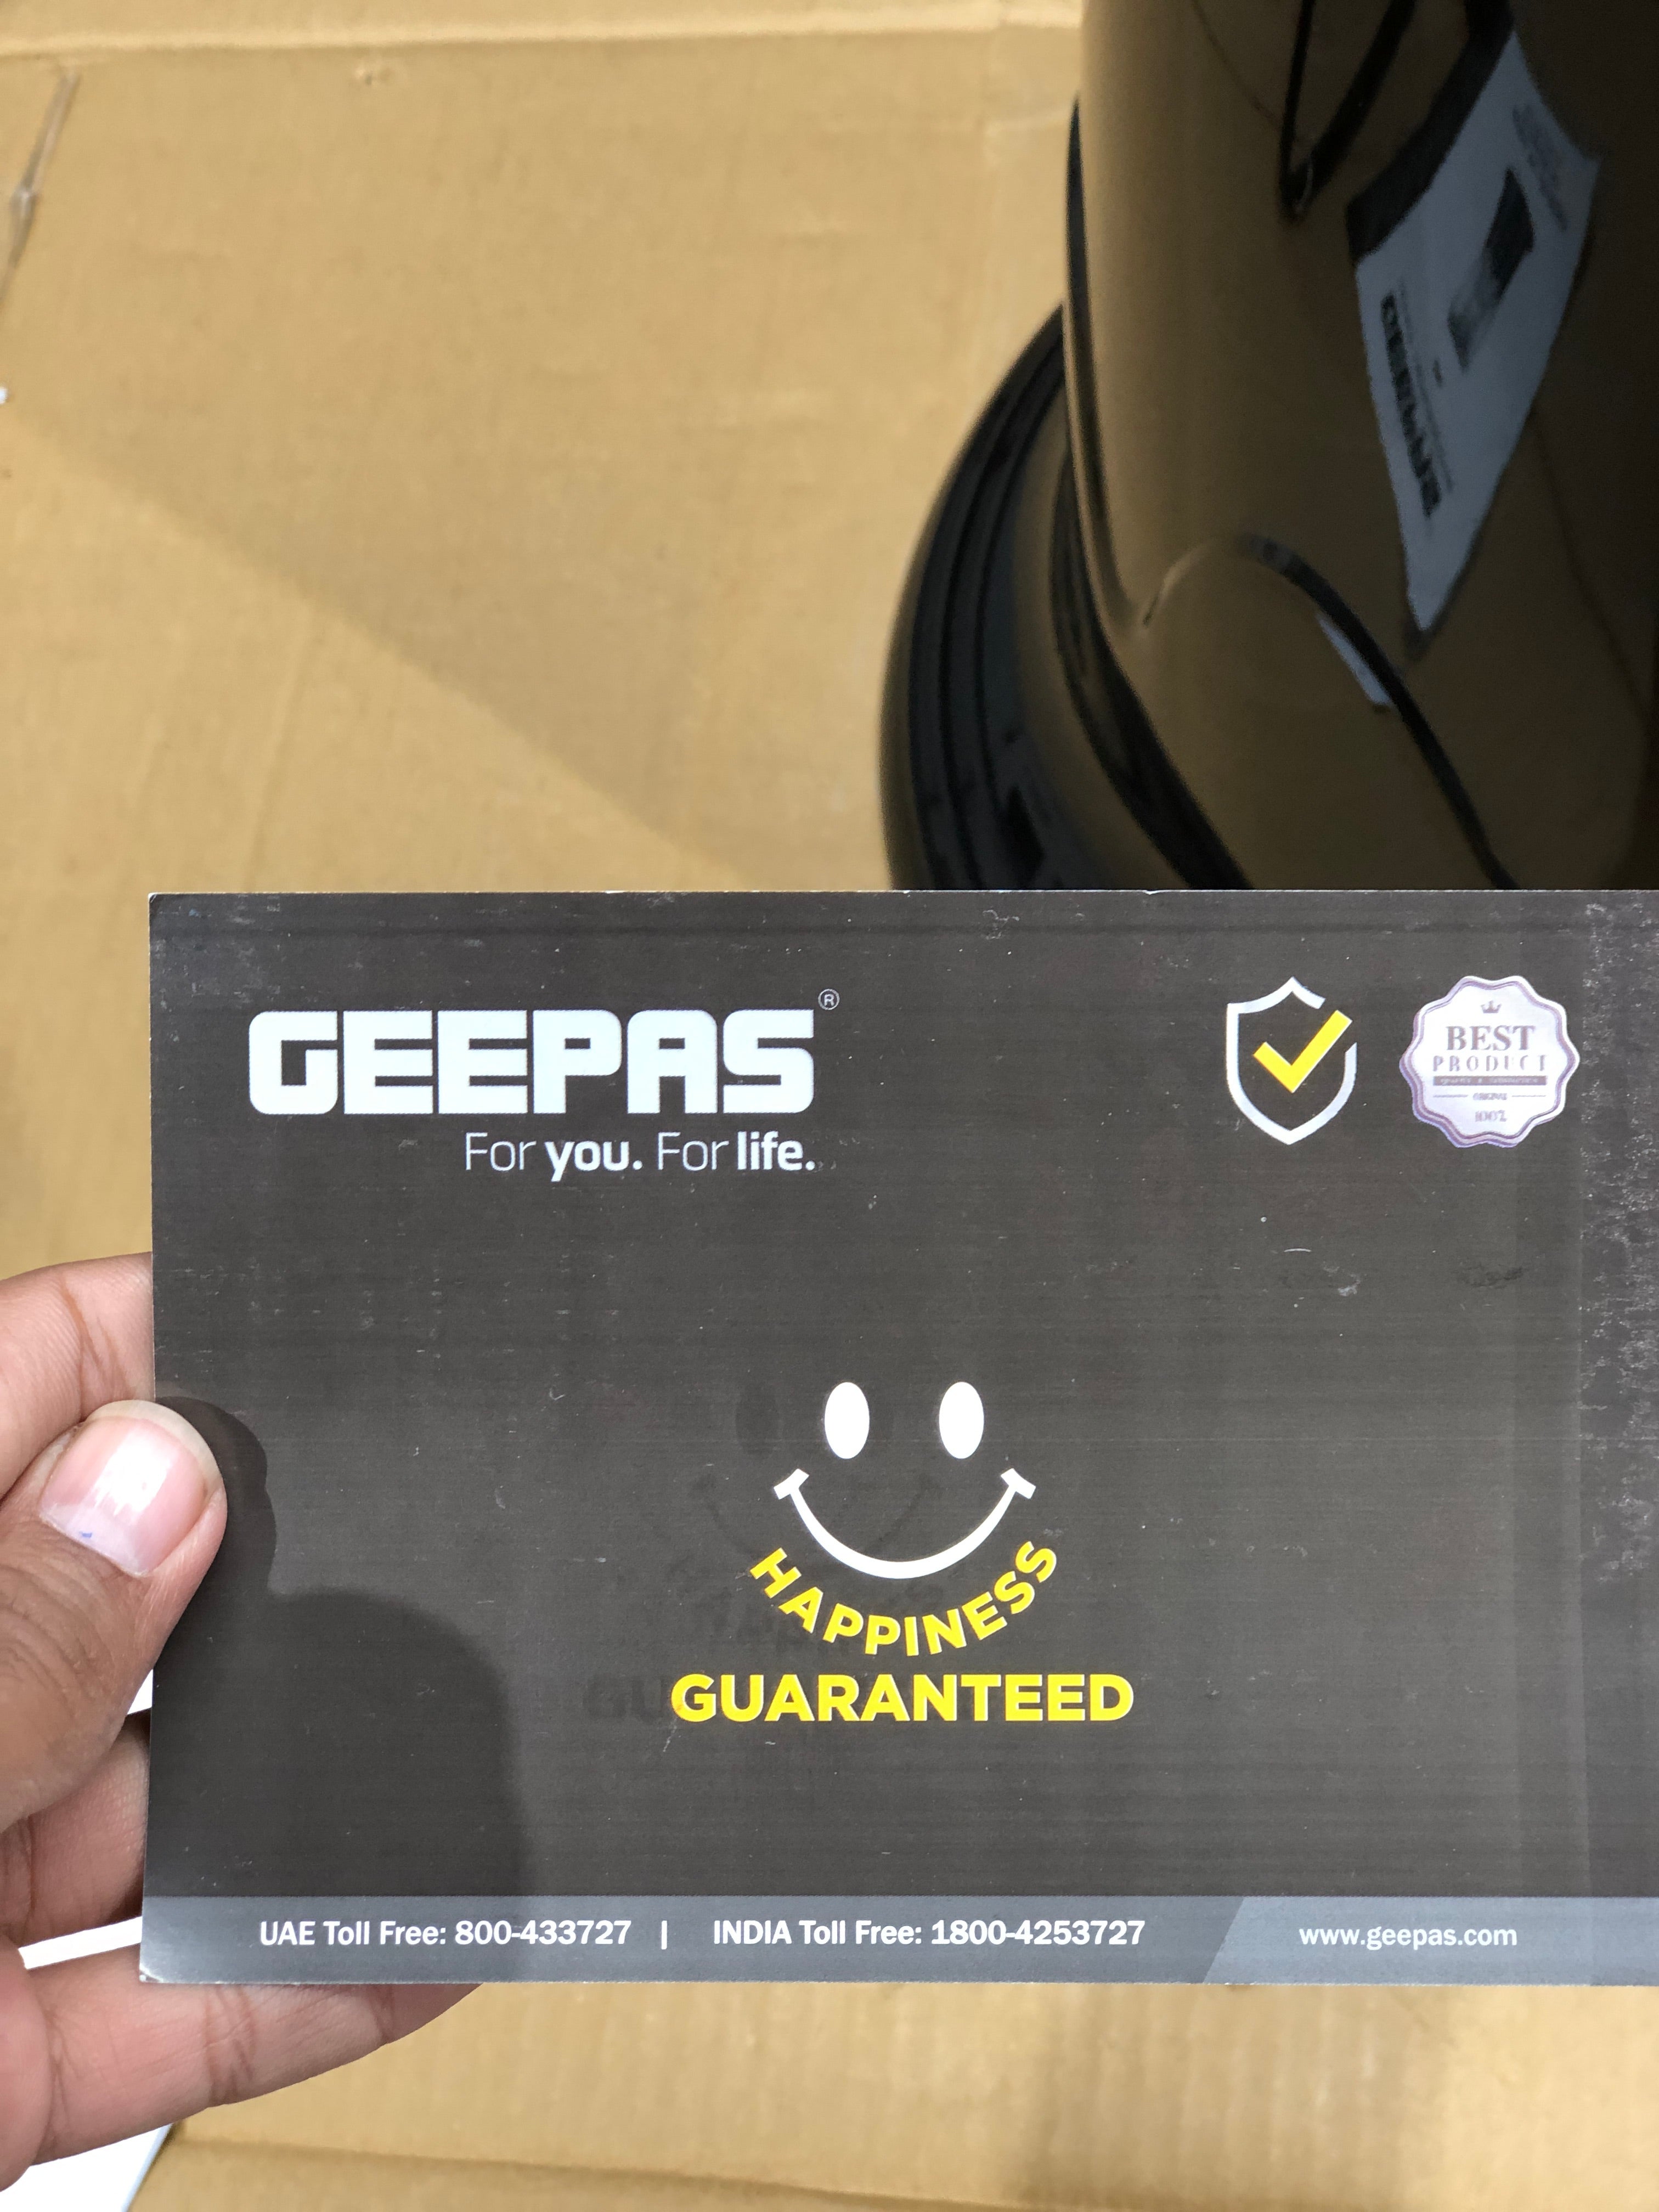 GEEPAS®
For you. For life.
BEST
PRODUCT
100%
HAPPINESS
GUARANTEED
UAE Toll Free: 800-433727 | INDIA Toll Free: 1800-4253727
www.geepas.com